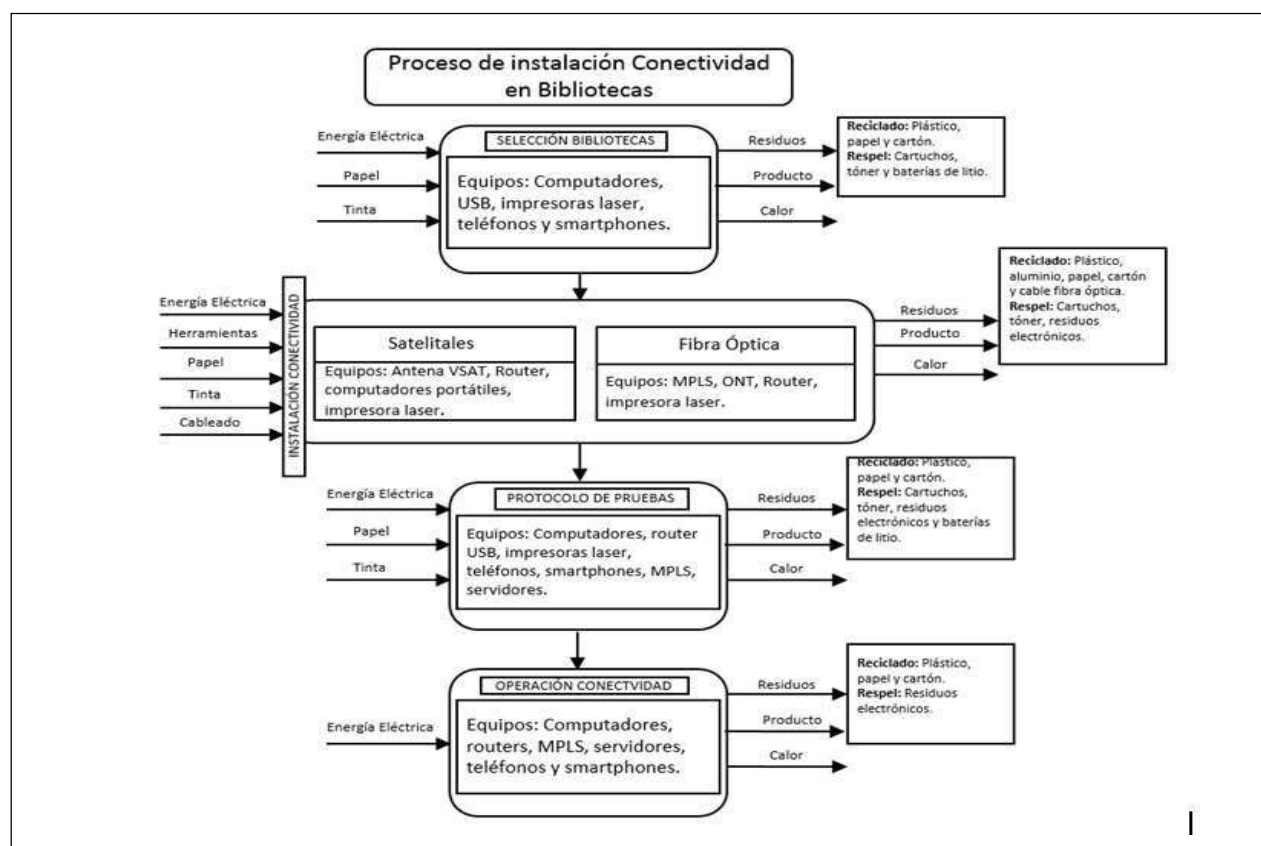 Proceso de instalación Conectividad
en Bibliotecas
Energía Eléctrica
Papel
Tinta
SELECCIÓN BIBLIOTECAS
Equipos: Computadores,
USB, impresoras laser,
teléfonos y smartphones.
Residuos
Producto
Calor
Reciclado: Plástico,
papel y cartón.
Respel: Cartuchos,
tóner y baterías de litio.
Energía Eléctrica
Herramientas
Papel
Tinta
Cableado
INSTALACIÓN CONECTIVIDAD
Satelitales
Equipos: Antena VSAT, Router,
computadores portátiles,
impresora laser.
Fibra Óptica
Equipos: MPLS, ONT, Router,
impresora laser.
Residuos
Producto
Calor
Reciclado: Plástico,
aluminio, papel, cartón
y cable fibra óptica.
Respel: Cartuchos,
tóner, residuos
electrónicos.
Energía Eléctrica
Papel
Tinta
PROTOCOLO DE PRUEBAS
Equipos: Computadores, router
USB, impresoras laser,
teléfonos, smartphones, MPLS,
servidores.
Residuos
Producto
Calor
Reciclado: Plástico,
papel y cartón.
Respel: Cartuchos,
tóner, residuos
electrónicos y baterías
de litio.
Energía Eléctrica
OPERACIÓN CONECTVIDAD
Equipos: Computadores,
routers, MPLS, servidores,
teléfonos y smartphones.
Residuos
Producto
Calor
Reciclado: Plástico,
papel y cartón.
Respel: Residuos
electrónicos.